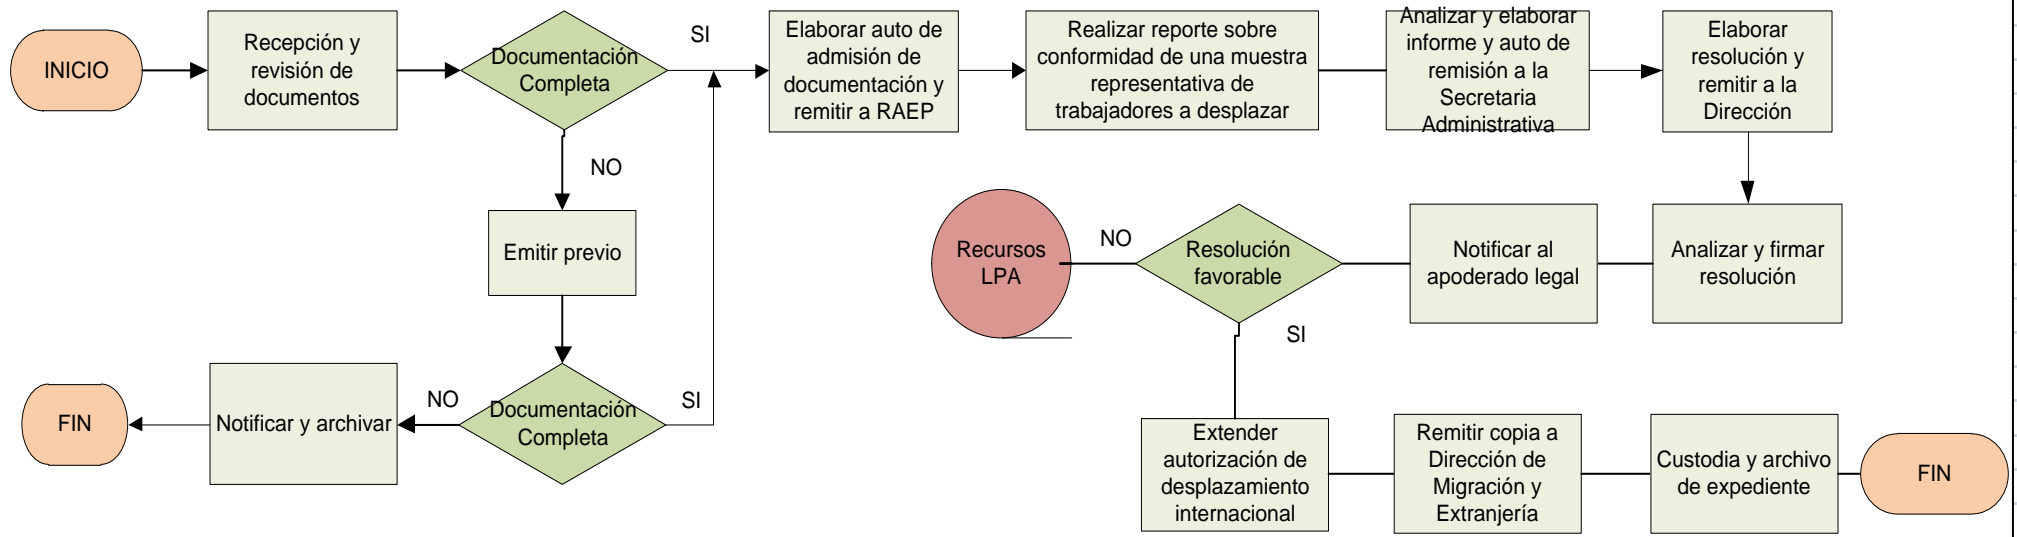 INICIO
Recepción y
revisión de
documentos
Documentación
Completa
SI
Elaborar auto de
admisión de
documentación y
remitir a RAEP
Realizar reporte sobre
conformidad de una muestra
representativa de
trabajadores a desplazar
Analizar y elaborar
informe y auto de
remisión a la
Secretaria
Administrativa
Elaborar
resolución y
remitir a la
Dirección
NO
Emitir previo
Recursos
LPA
NO
Resolución
favorable
Notificar al
apoderado legal
Analizar y firmar
resolución
SI
FIN
Notificar y archivar
NO
Documentación
Completa
SI
Extender
autorización de
desplazamiento
internacional
Remitir copia a
Dirección de
Migración y
Extranjería
Custodia y archivo
de expediente
FIN